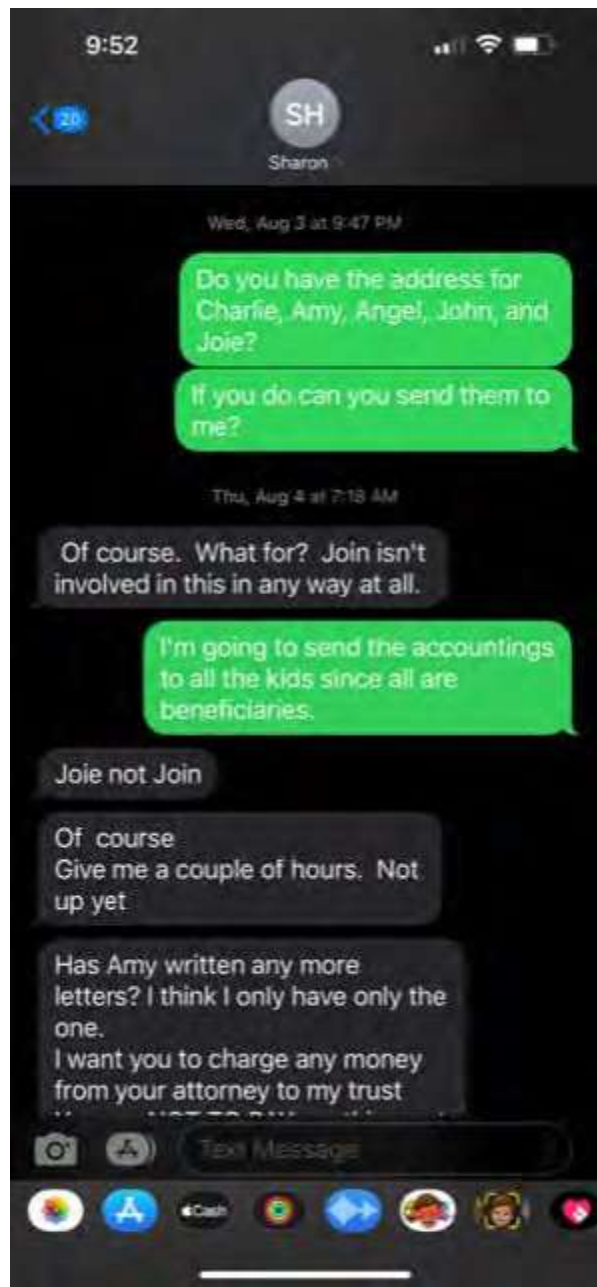 9:52
20
SH
Sharon
Wed, Aug 3 at 9:47 PM
Do you have the address for
Charlie, Amy, Angel, John, and
Joie?
If you do can you send them to
me?
Thu, Aug 4 at 7:18 AM
Of course. What for? Join isn't
involved in this in any way at all.
I'm going to send the accountings
to all the kids since all are
beneficiaries.
Joie not Join
Of course
Give me a couple of hours. Not
up yet
Has Amy written any more
letters? I think I only have only the
one.
I want you to charge any money
from your attorney to my trust
NOT TO
Text Message
Cash